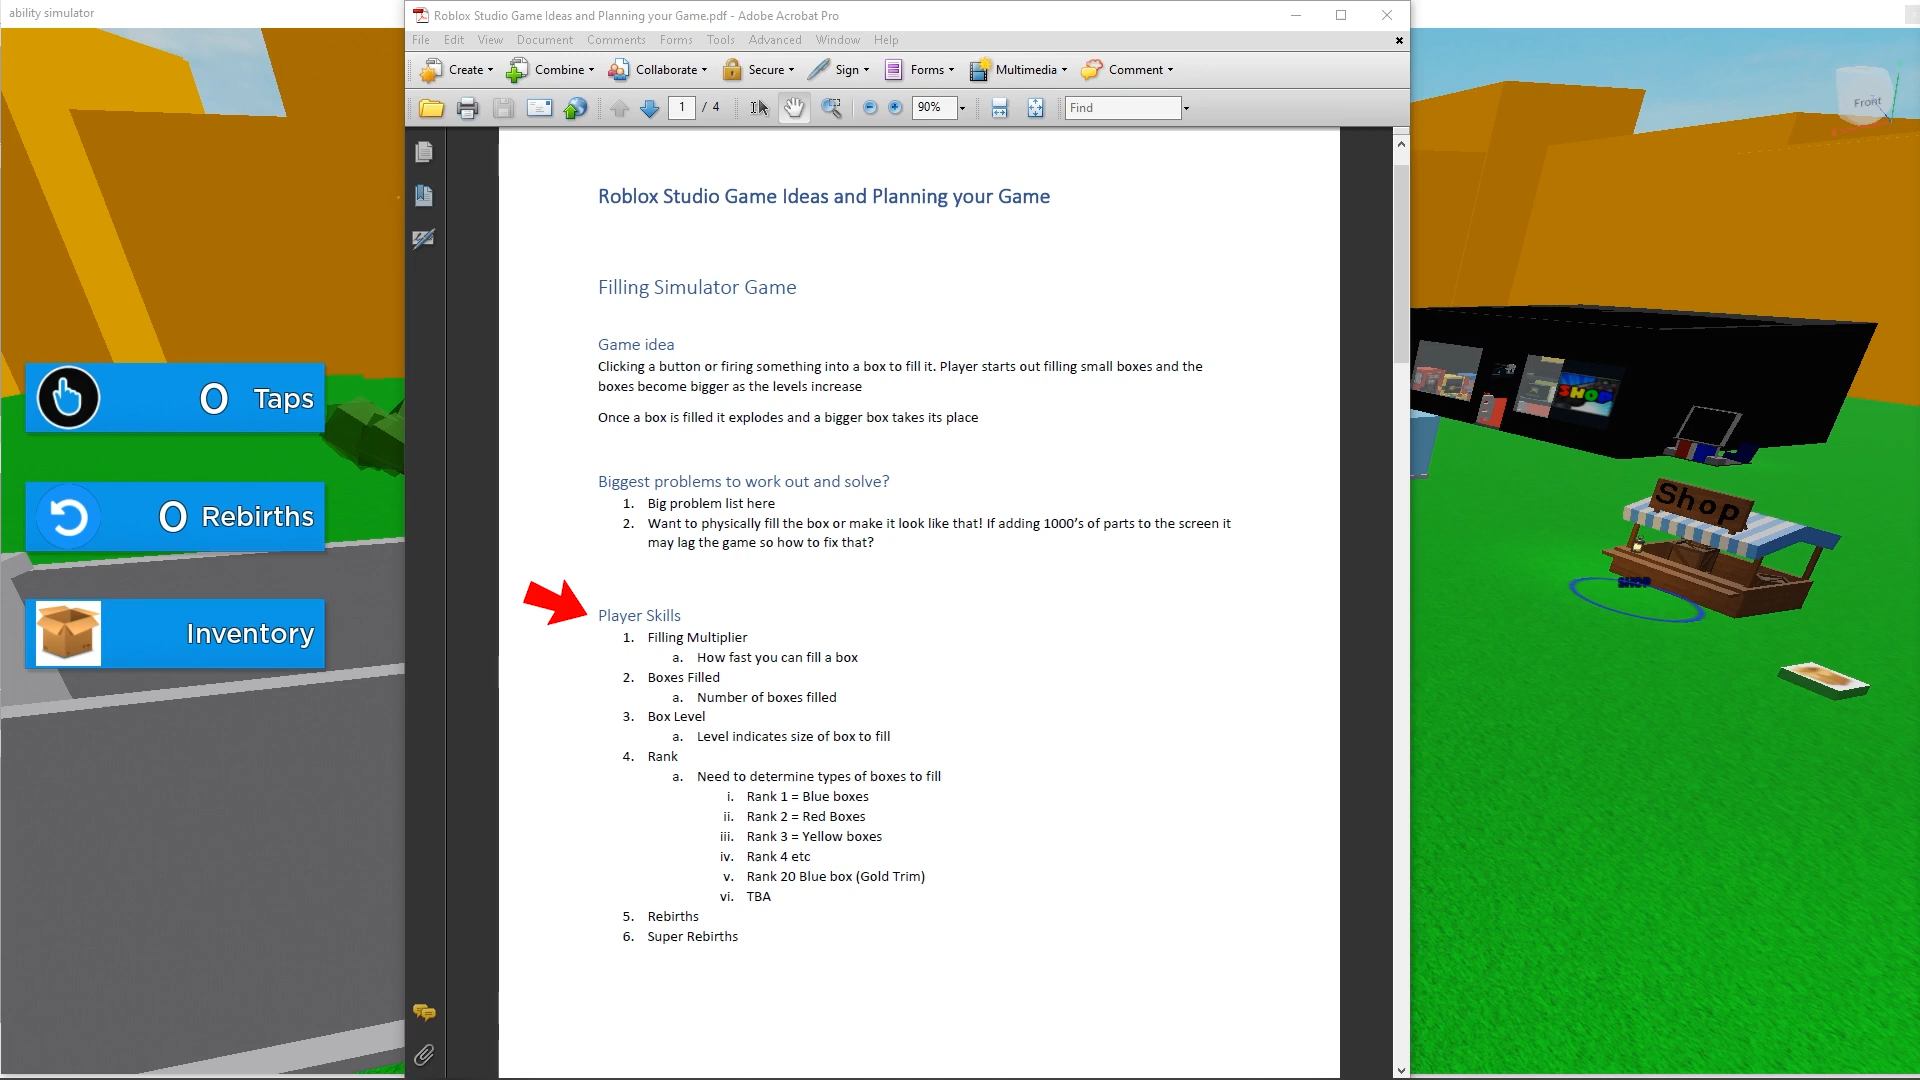 ability simulator
Roblox Studio Game Ideas and Planning your Game.pdf - Adobe Acrobat Pro
File Edit View Document Comments Forms Tools Advanced Window Help
Create Combine Collaborate Secure Sign Forms Multimedia Comment
1 / 4 90% Find
Roblox Studio Game Ideas and Planning your Game
Filling Simulator Game
Game idea
Clicking a button or firing something into a box to fill it. Player starts out filling small boxes and the
boxes become bigger as the levels increase
Once a box is filled it explodes and a bigger box takes its place
Biggest problems to work out and solve?
1. Big problem list here
2. Want to physically fill the box or make it look like that! If adding 1000's of parts to the screen it
may lag the game so how to fix that?
Player Skills
1. Filling Multiplier
a. How fast you can fill a box
2. Boxes Filled
a. Number of boxes filled
3. Box Level
a. Level indicates size of box to fill
4. Rank
a. Need to determine types of boxes to fill
i. Rank 1 = Blue boxes
ii. Rank 2 = Red Boxes
iii. Rank 3 = Yellow boxes
iv. Rank 4 etc
v. Rank 20 Blue box (Gold Trim)
vi. TBA
5. Rebirths
6. Super Rebirths
0 Taps
0 Rebirths
Inventory
Front
SHOP
Shop
SHOP